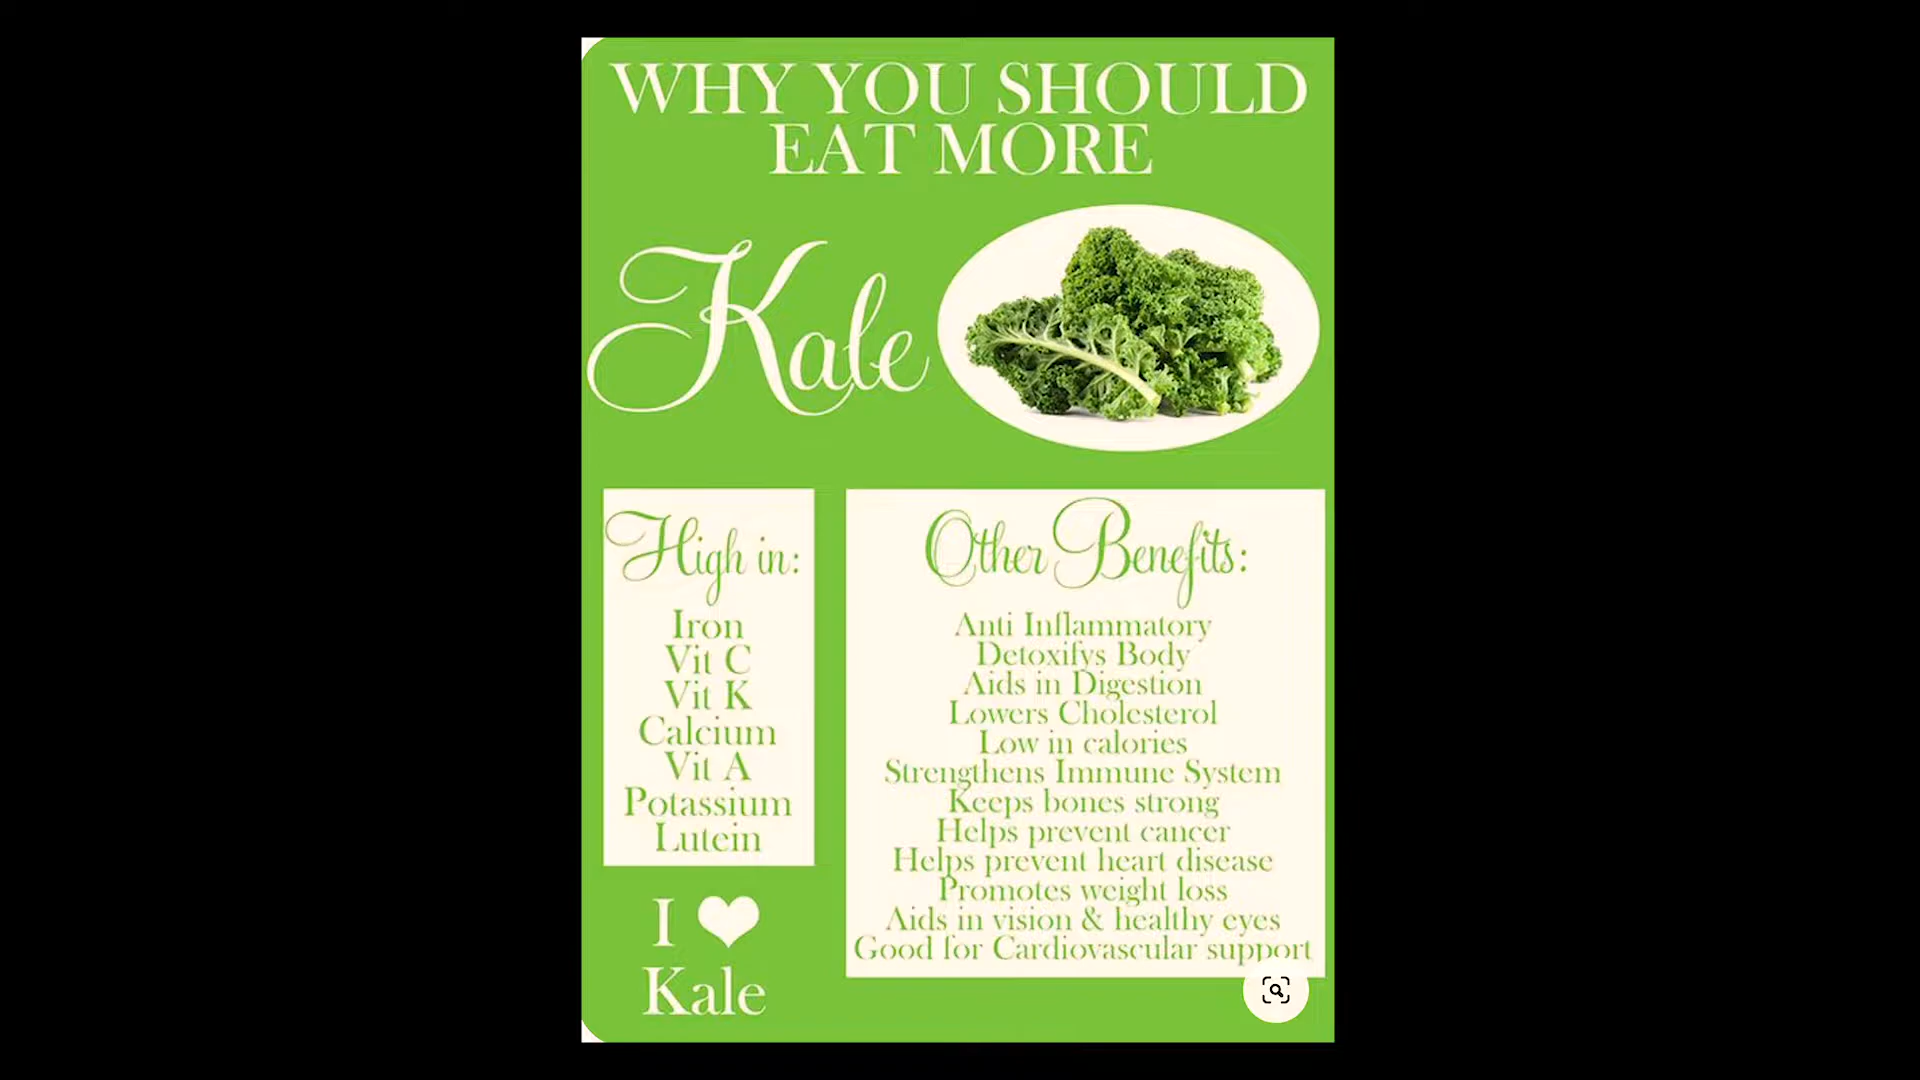 WHY YOU SHOULD
EAT MORE
Kale
High in:
Iron
Vit C
Vit K
Calcium
Vit A
Potassium
Lutein
I ♥
Kale
Other Benefits:
Anti Inflammatory
Detoxifys Body
Aids in Digestion
Lowers Cholesterol
Low in calories
Strengthens Immune System
Keeps bones strong
Helps prevent cancer
Helps prevent heart disease
Promotes weight loss
Aids in vision & healthy eyes
Good for Cardiovascular support